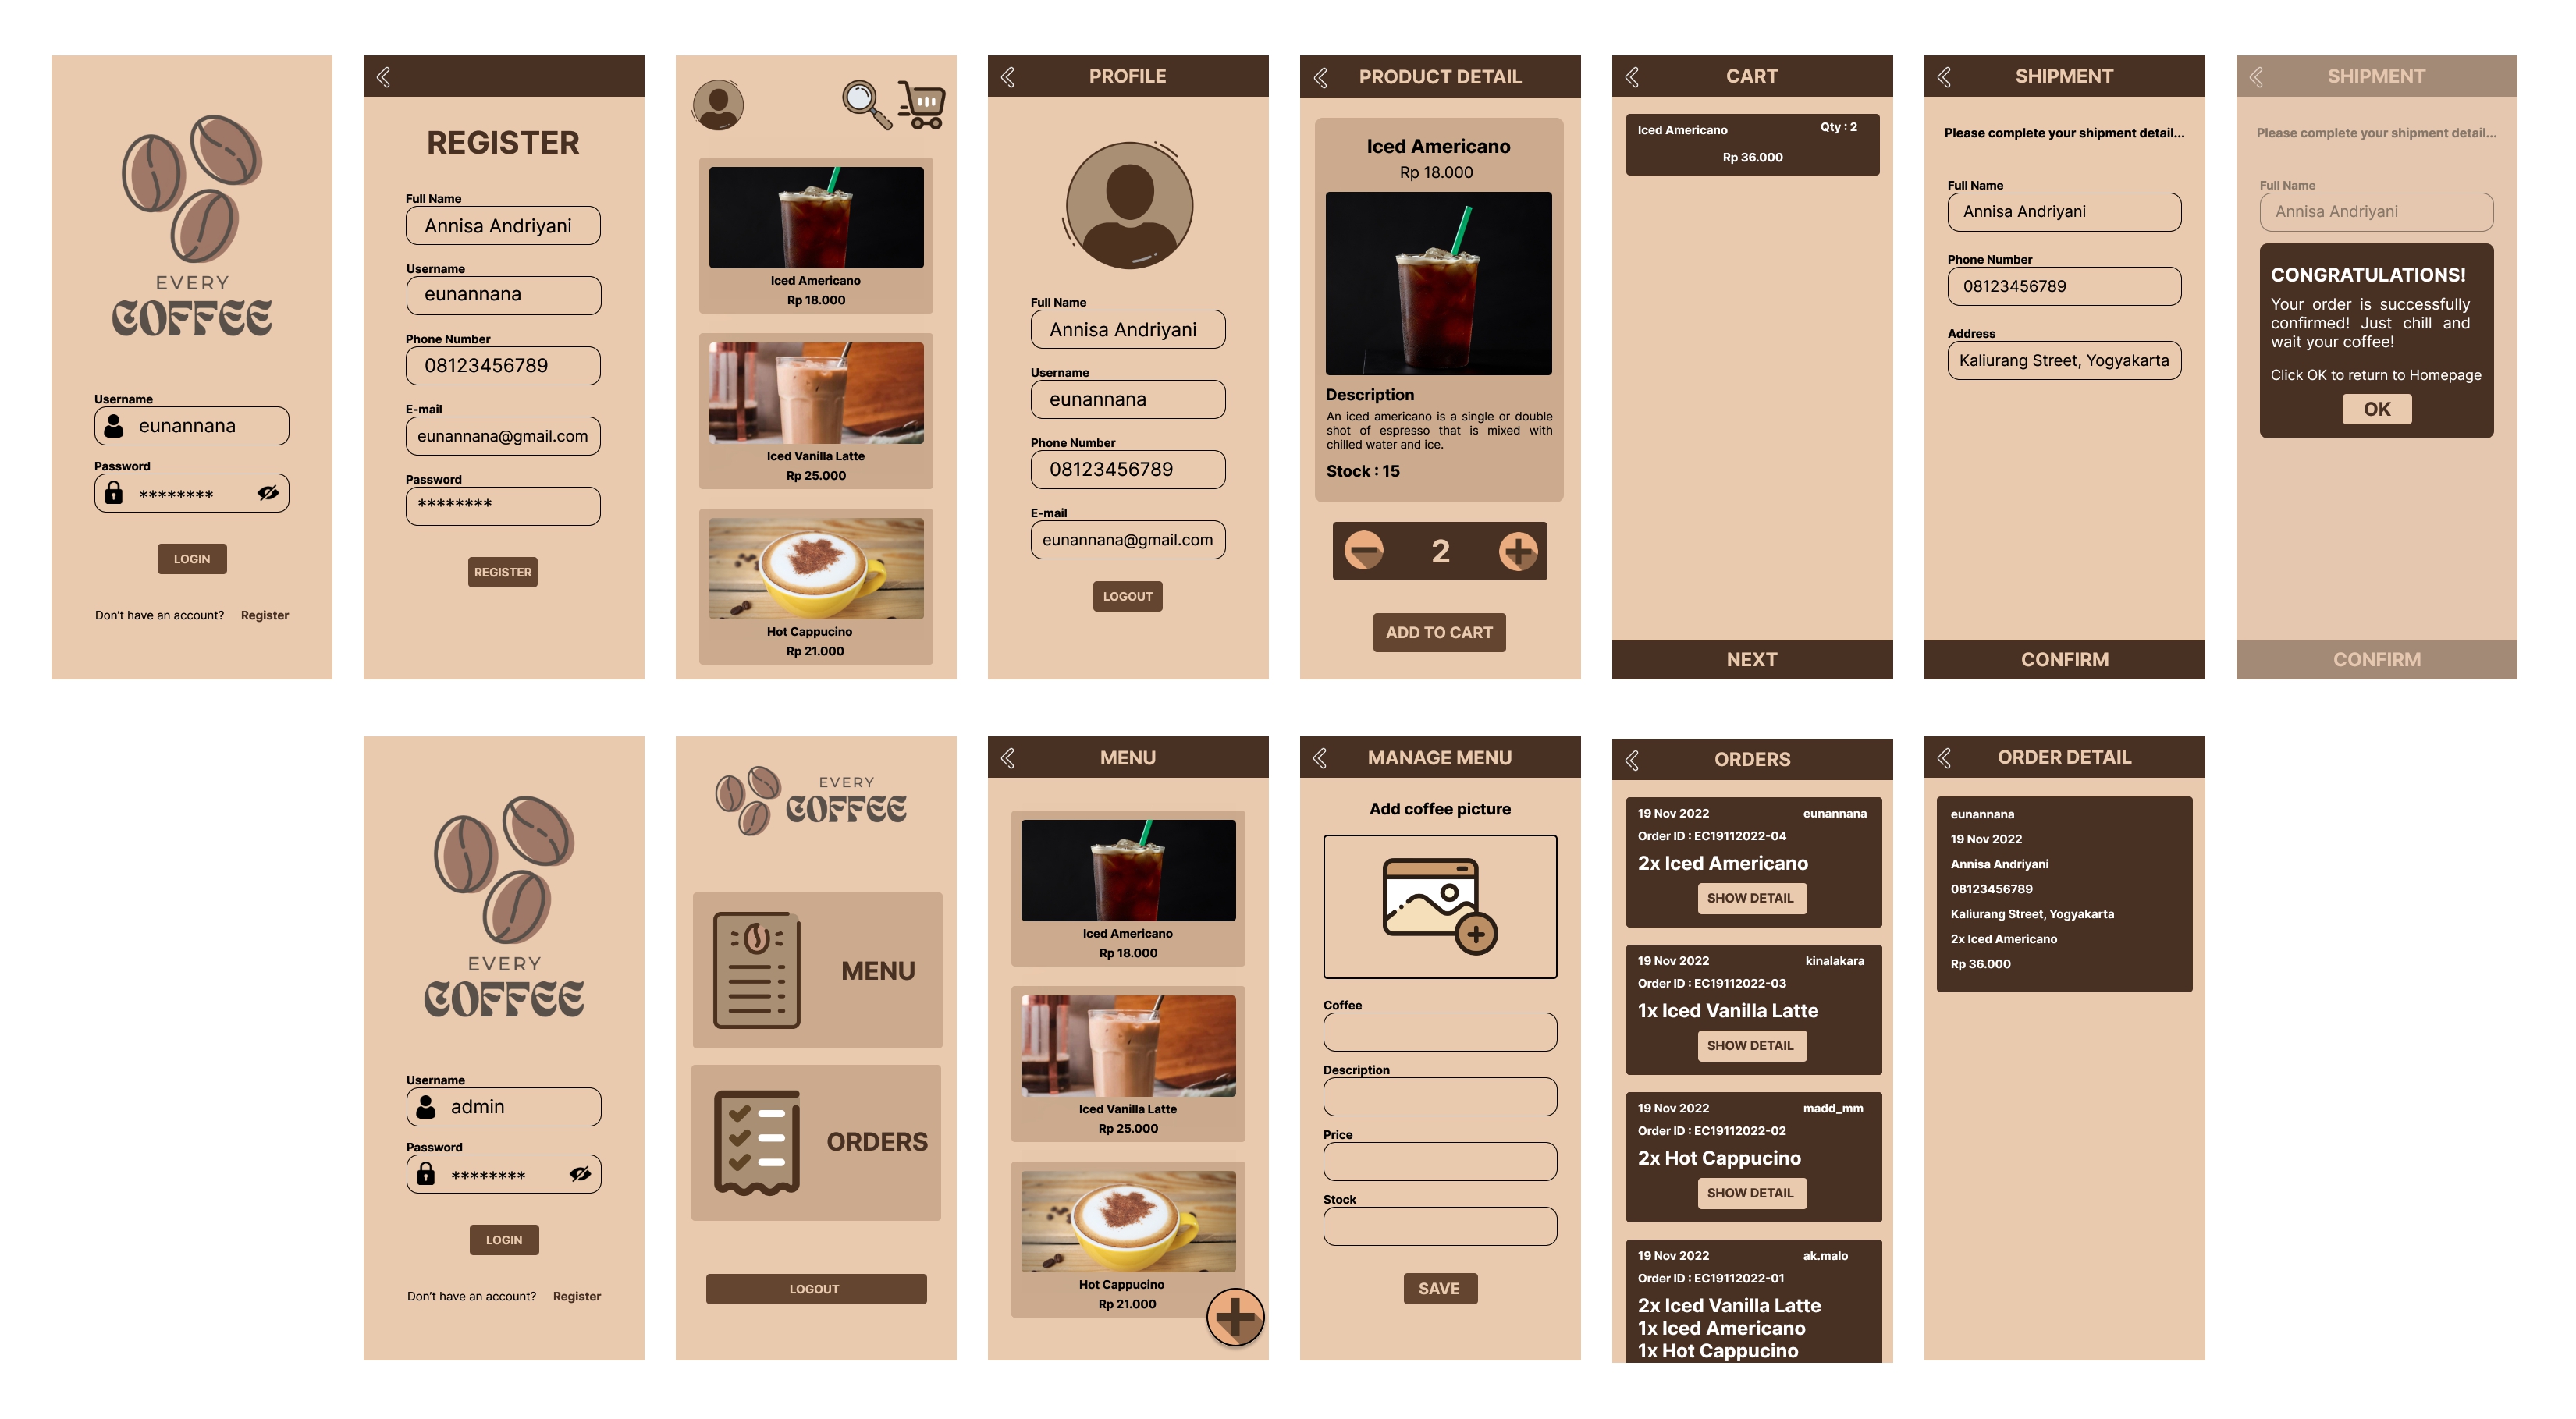 EVERY
COFFEE
Username
eunannana
Password
********
LOGIN
Don't have an account? Register
REGISTER
Full Name
Annisa Andriyani
Username
eunannana
Phone Number
08123456789
E-mail
eunannana@gmail.com
Password
********
REGISTER
Iced Americano
Rp 18.000
Iced Vanilla Latte
Rp 25.000
Hot Cappucino
Rp 21.000
PROFILE
Full Name
Annisa Andriyani
Username
eunannana
Phone Number
08123456789
E-mail
eunannana@gmail.com
LOGOUT
PRODUCT DETAIL
Iced Americano
Rp 18.000
Description
An iced americano is a single or double
shot of espresso that is mixed with
chilled water and ice.
Stock : 15
2
ADD TO CART
CART
Iced Americano Qty : 2
Rp 36.000
NEXT
SHIPMENT
Please complete your shipment detail...
Full Name
Annisa Andriyani
Phone Number
08123456789
Address
Kaliurang Street, Yogyakarta
CONFIRM
SHIPMENT
Please complete your shipment detail...
Full Name
Annisa Andriyani
CONGRATULATIONS!
Your order is successfully
confirmed! Just chill and
wait your coffee!
Click OK to return to Homepage
OK
CONFIRM
EVERY
COFFEE
Username
admin
Password
********
LOGIN
Don't have an account? Register
EVERY
COFFEE
MENU
ORDERS
LOGOUT
MENU
Iced Americano
Rp 18.000
Iced Vanilla Latte
Rp 25.000
Hot Cappucino
Rp 21.000
MANAGE MENU
Add coffee picture
Coffee
Description
Price
Stock
SAVE
ORDERS
19 Nov 2022 eunannana
Order ID : EC19112022-04
2x Iced Americano
SHOW DETAIL
19 Nov 2022 kinalakara
Order ID : EC19112022-03
1x Iced Vanilla Latte
SHOW DETAIL
19 Nov 2022 madd_mm
Order ID : EC19112022-02
2x Hot Cappucino
SHOW DETAIL
19 Nov 2022 ak.malo
Order ID : EC19112022-01
2x Iced Vanilla Latte
1x Iced Americano
1x Hot Cappucino
ORDER DETAIL
eunannana
19 Nov 2022
Annisa Andriyani
08123456789
Kaliurang Street, Yogyakarta
2x Iced Americano
Rp 36.000